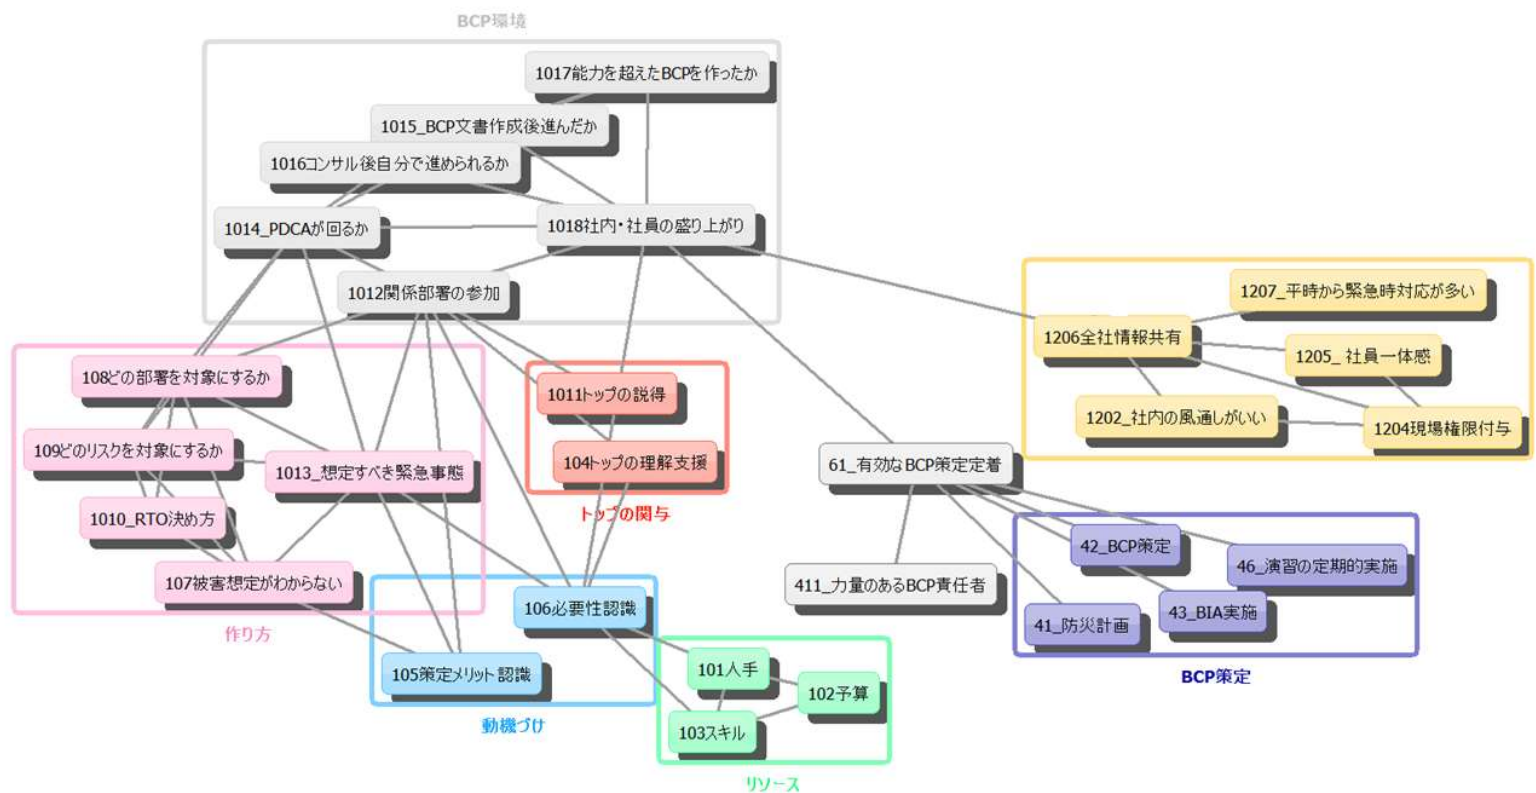 BCP環境
1017能力を超えたBCPを作ったか
1015_BCP文書作成後進んだか
1016コンサル後自分で進められるか
1014_PDCAが回るか
1018社内・社員の盛り上がり
1012関係部署の参加
1207_平時から緊急時対応が多い
1206全社情報共有
1205_ 社員一体感
1202_社内の風通しがいい
1204現場権限付与
108どの部署を対象にするか
109どのリスクを対象にするか
1013_想定すべき緊急事態
1010_RTO決め方
107被害想定がわからない
作り方
1011トップの説得
104トップの理解支援
トップの関与
61_有効なBCP策定定着
411_力量のあるBCP責任者
42_BCP策定
46_演習の定期的実施
43_BIA実施
41_防災計画
BCP策定
106必要性認識
105策定メリット認識
動機づけ
101人手
102予算
103スキル
リソース